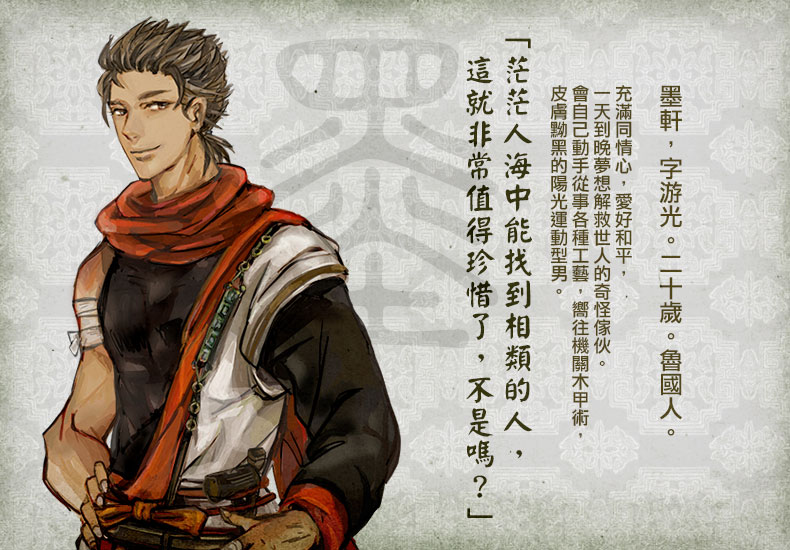 墨軒，字游光。二十歲。魯國人。
充滿同情心，愛好和平，
一天到晚夢想解救世人的奇怪傢伙。
會自己動手從事各種工藝，嚮往機關木甲術，
皮膚黝黑的陽光運動型男。
「茫茫人海中能找到相類的人，
這就非常值得珍惜了，不是嗎？」
墨